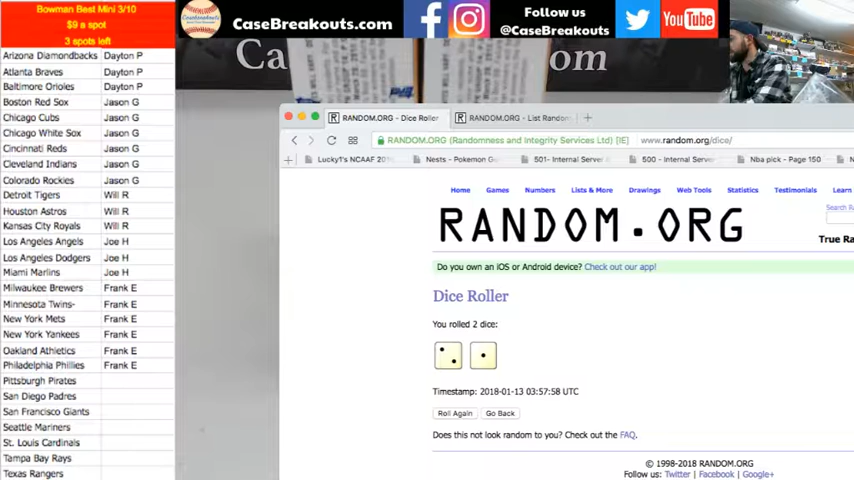 Bowman Best Mini 3/10
$9 a spot
3 spots left
Arizona Diamondbacks Dayton P
Atlanta Braves Dayton P
Baltimore Orioles Dayton P
Boston Red Sox Jason G
Chicago Cubs Jason G
Chicago White Sox Jason G
Cincinnati Reds Jason G
Cleveland Indians Jason G
Colorado Rockies Jason G
Detroit Tigers Will R
Houston Astros Will R
Kansas City Royals Will R
Los Angeles Angels Joe H
Los Angeles Dodgers Joe H
Miami Marlins Joe H
Milwaukee Brewers Frank E
Minnesota Twins- Frank E
New York Mets Frank E
New York Yankees Frank E
Oakland Athletics Frank E
Philadelphia Phillies Frank E
Pittsburgh Pirates
San Diego Padres
San Francisco Giants
Seattle Mariners
St. Louis Cardinals
Tampa Bay Rays
Texas Rangers
CaseBreakouts.com
Follow us
@CaseBreakouts
YouTube
Ca
om
RANDOM.ORG - Dice Roller
RANDOM.ORG - List Random
RANDOM.ORG (Randomness and Integrity Services Ltd) [IE]
www.random.org/dice/
Lucky1's NCAAF 201
Nests - Pokemon G
501- Internal Server
500 - Internal Serve
Nba pick - Page 150
Home Games Numbers Lists & More Drawings Web Tools Statistics Testimonials Learn
RANDOM.ORG
Search R
True Ra
Do you own an iOS or Android device? Check out our app!
Dice Roller
You rolled 2 dice:
Timestamp: 2018-01-13 03:57:58 UTC
Roll Again Go Back
Does this not look random to you? Check out the FAQ.
© 1998-2018 RANDOM.ORG
Follow us: Twitter | Facebook | Google+